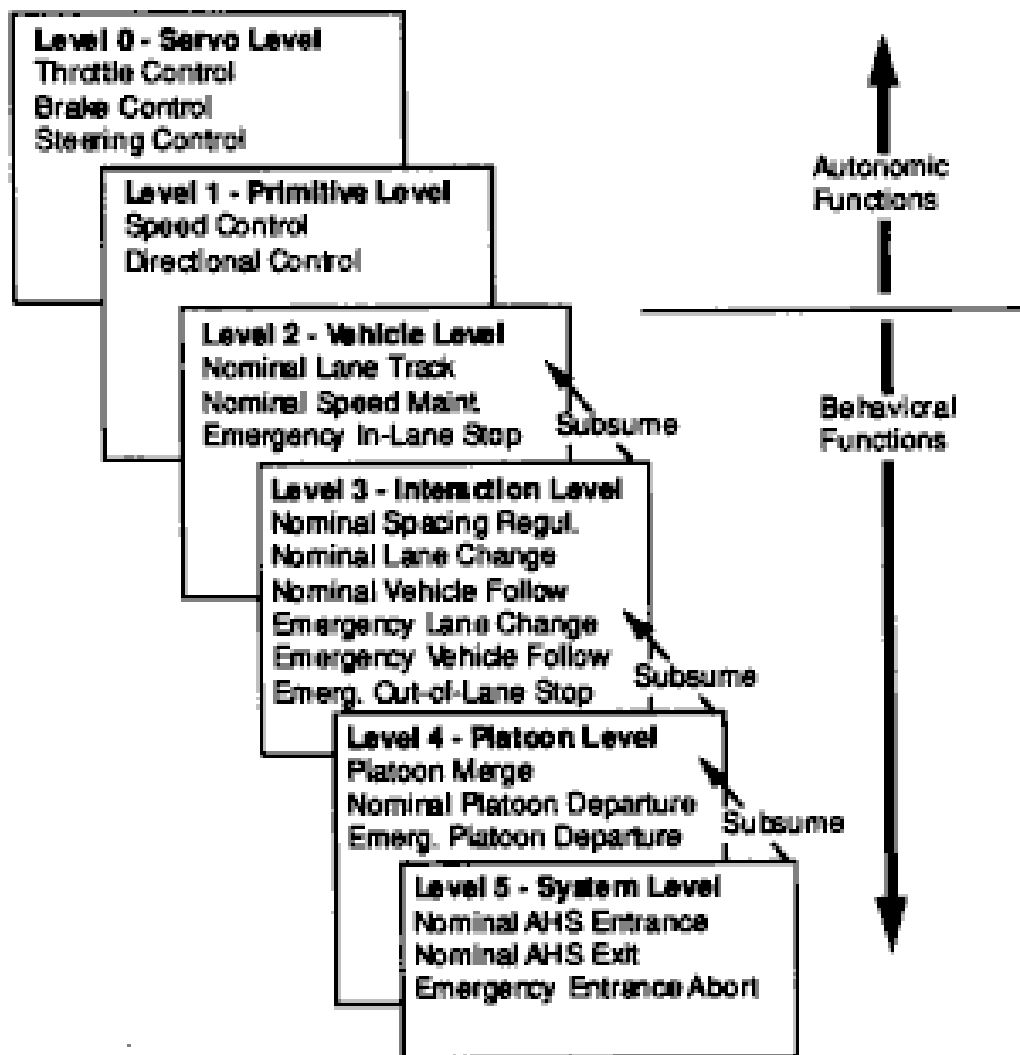 Level 0 - Servo Level
Throttle Control
Brake Control
Steering Control
Level 1 - Primitive Level
Speed Control
Directional Control
Level 2 - Vehicle Level
Nominal Lane Track
Nominal Speed Maint.
Emergency In-Lane Stop
Subsume
Level 3 - Interaction Level
Nominal Spacing Regul.
Nominal Lane Change
Nominal Vehicle Follow
Emergency Lane Change
Emergency Vehicle Follow
Emerg. Out-of-Lane Stop
Subsume
Level 4 - Platoon Level
Platoon Merge
Nominal Platoon Departure
Emerg. Platoon Departure
Subsume
Level 5 - System Level
Nominal AHS Entrance
Nominal AHS Exit
Emergency Entrance Abort
Autonomic
Functions
Behavioral
Functions